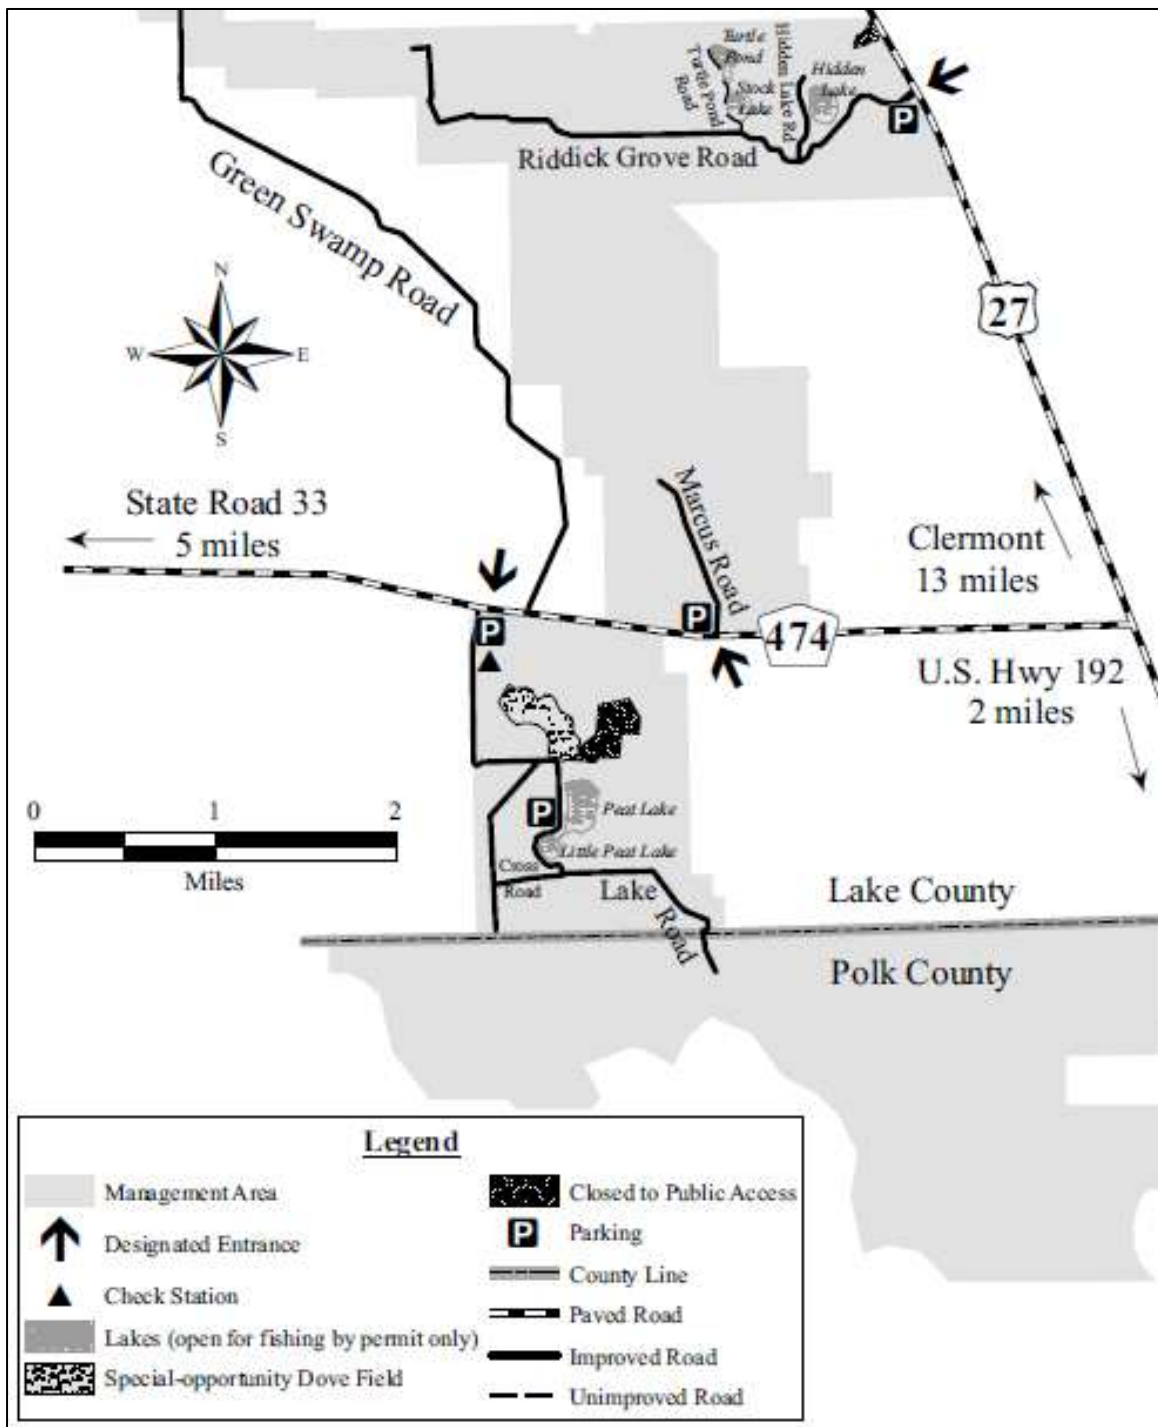 Turtle
Pond
Turtle Pond
Road
Stock
Lake
Hidden Lake Rd
Hidden
Lake
P
Riddick Grove Road
Green Swamp Road
27
N
W
E
S
State Road 33
5 miles
Marcus Road
Clermont
13 miles
P
P
474
U.S. Hwy 192
2 miles
0
1
2
Miles
P
Peat Lake
Little Peat Lake
Cross
Road
Lake
Road
Lake County
Polk County
Legend
Management Area
Designated Entrance
Check Station
Lakes (open for fishing by permit only)
Special-opportunity Dove Field
Closed to Public Access
P
Parking
County Line
Paved Road
Improved Road
Unimproved Road